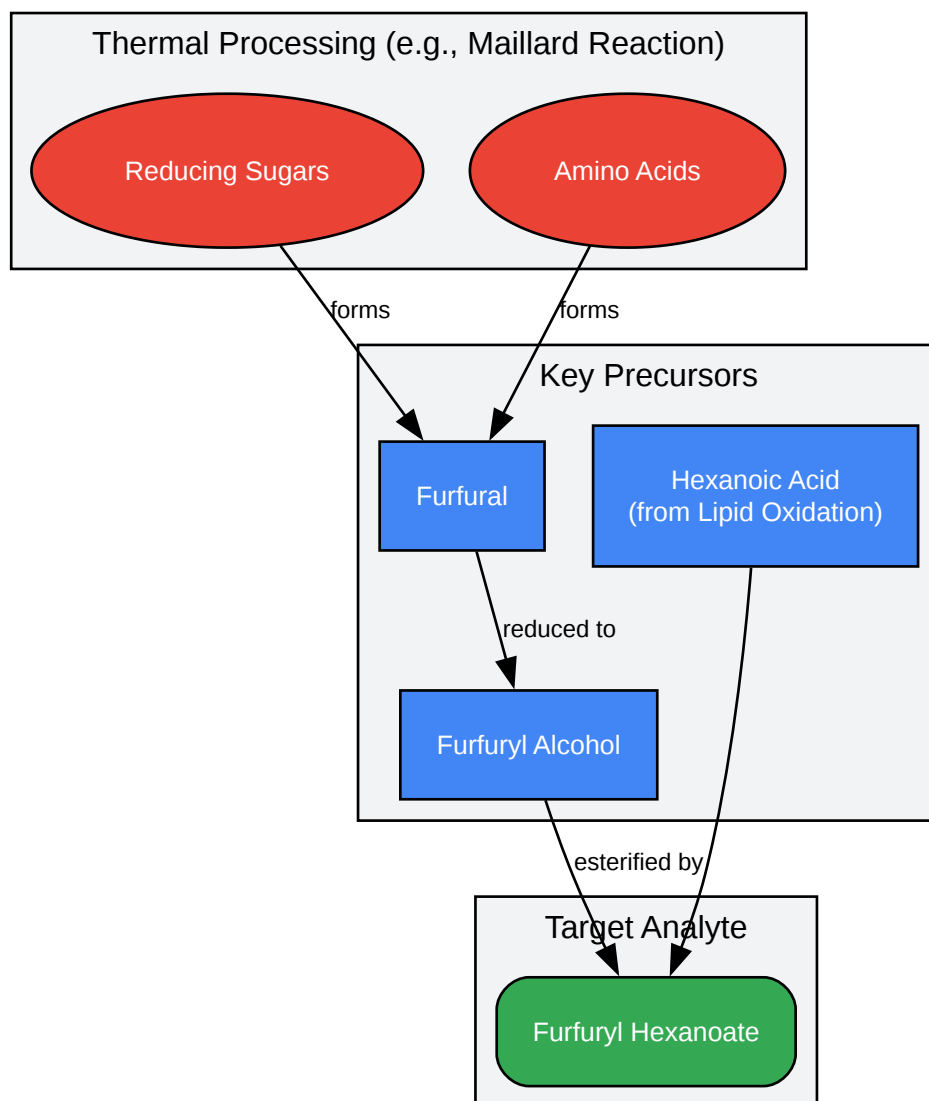 Thermal Processing (e.g., Maillard Reaction)
Reducing Sugars
Amino Acids
forms
forms
Key Precursors
Furfural
Hexanoic Acid
(from Lipid Oxidation)
reduced to
Furfuryl Alcohol
esterified by
Target Analyte
Furfuryl Hexanoate